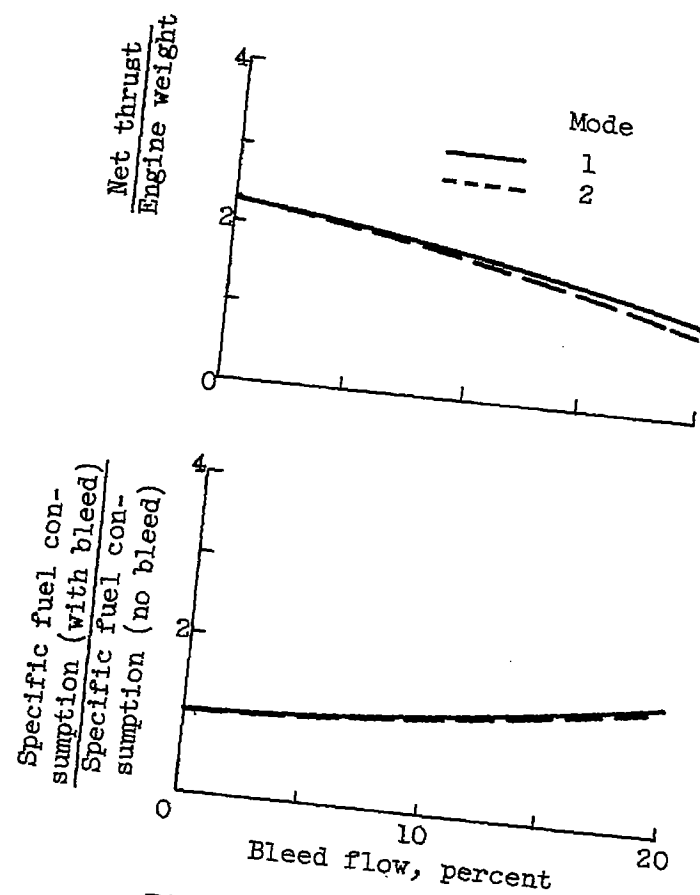 Net thrust
Engine weight
4
2
0
Mode
1
2
Specific fuel con-
sumption (with bleed)
Specific fuel con-
sumption (no bleed)
4
2
0
10
20
Bleed flow, percent